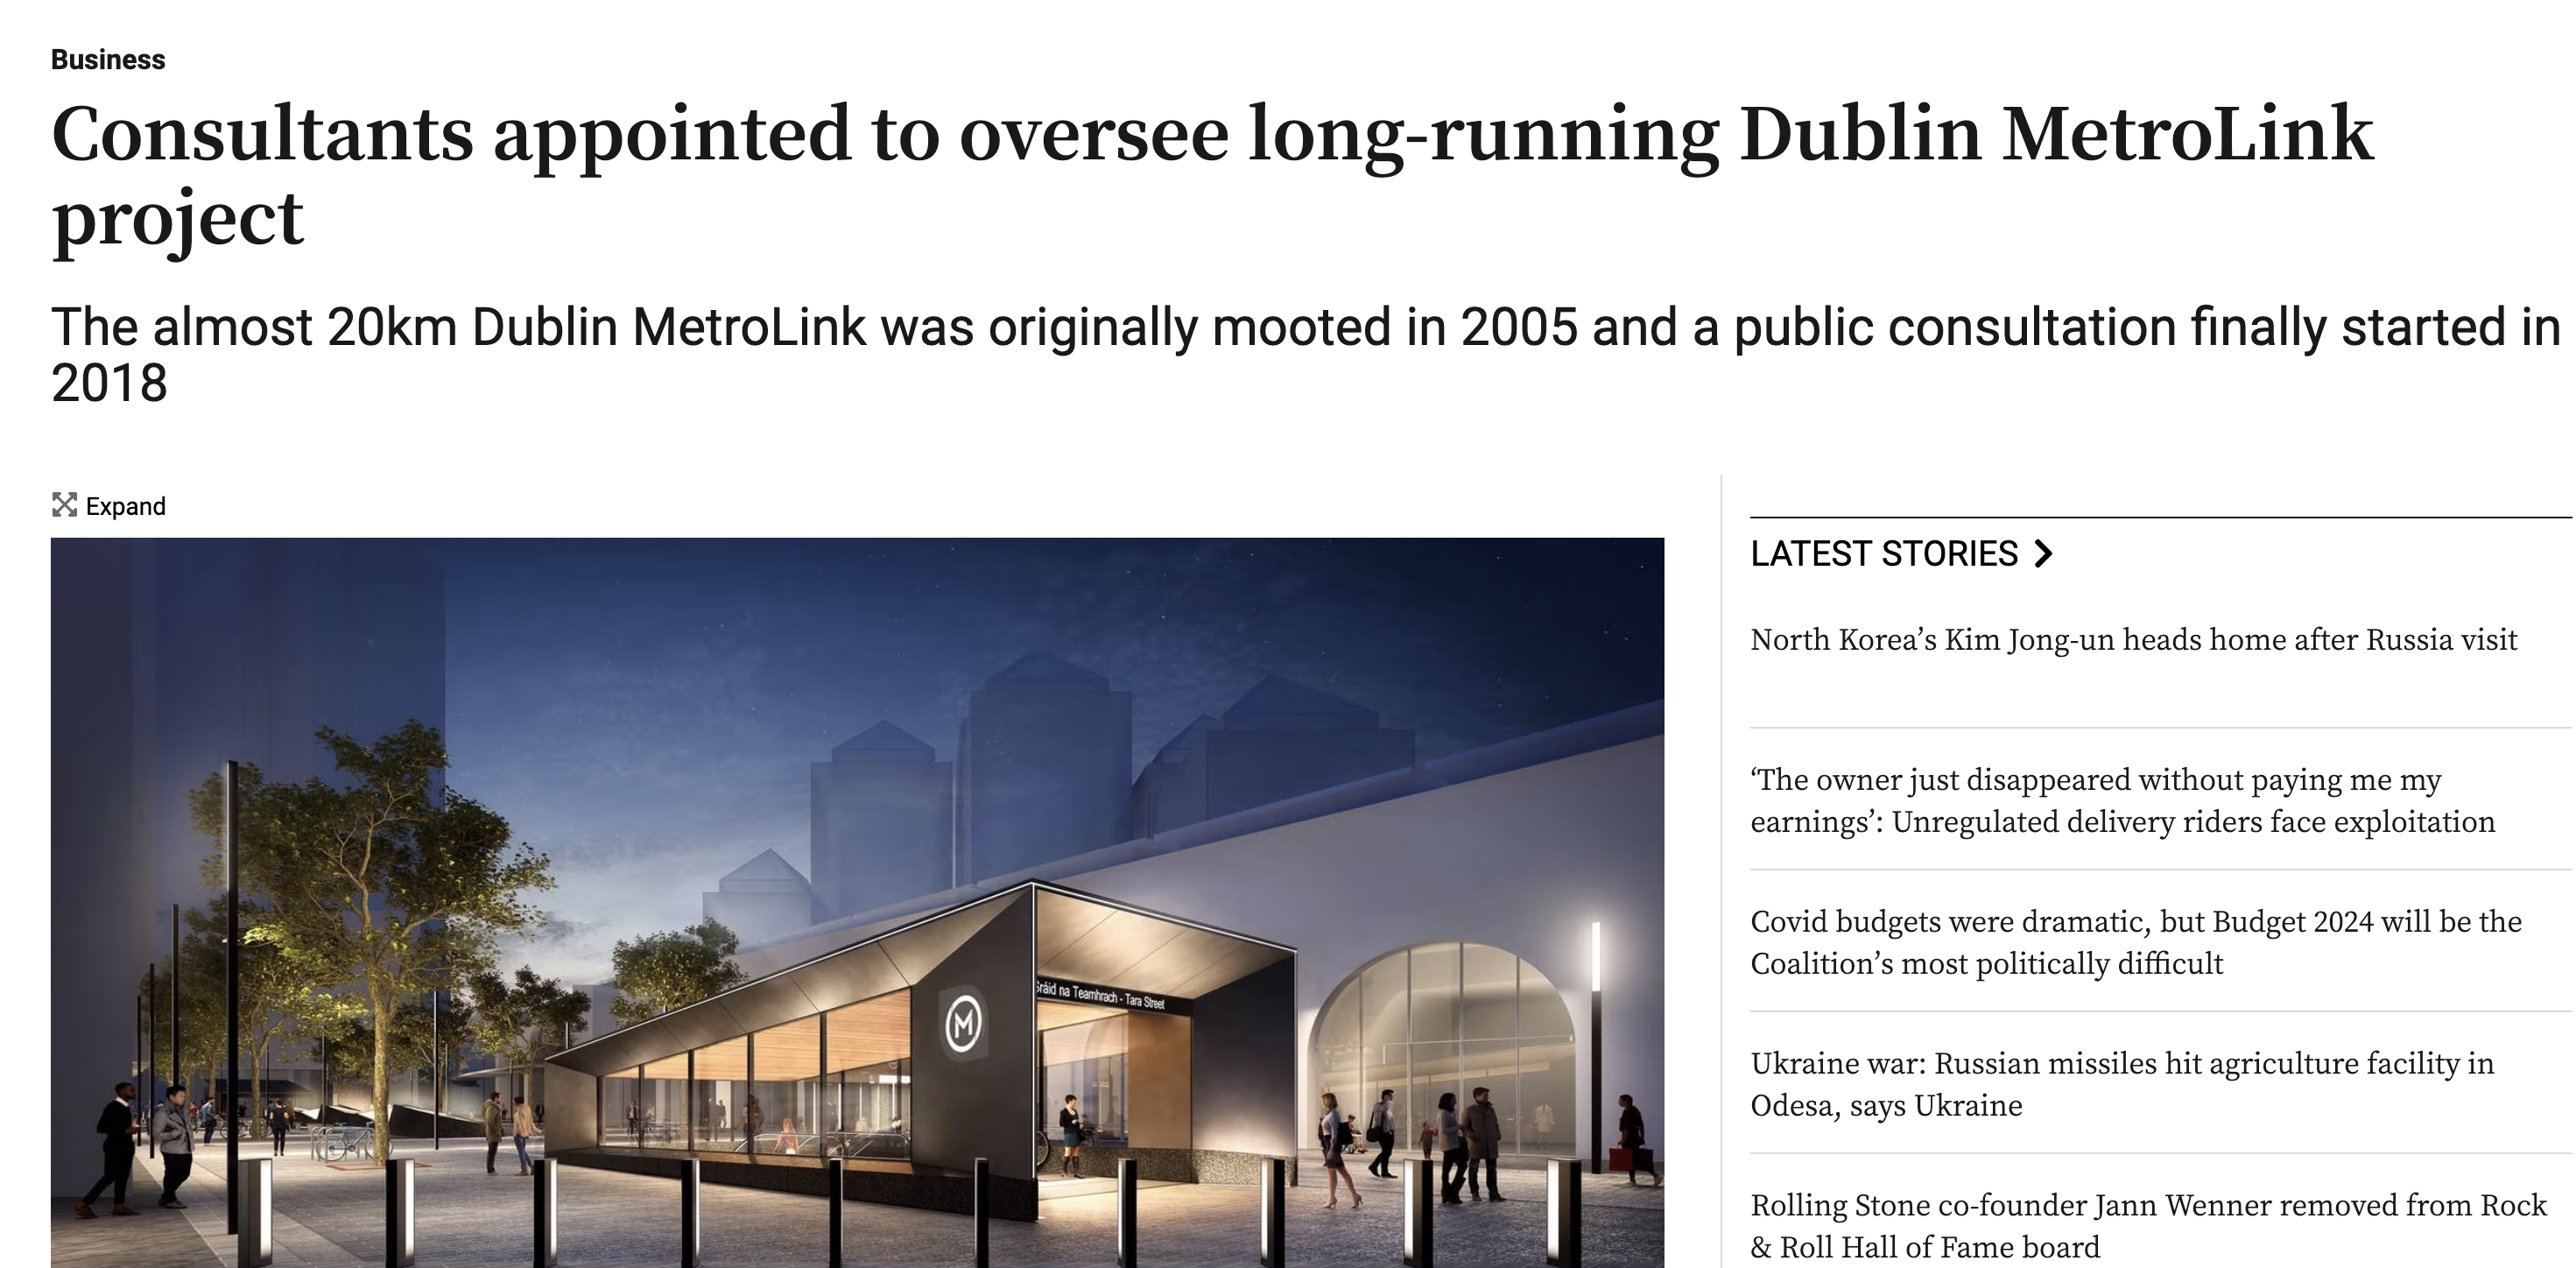 Business
Consultants appointed to oversee long-running Dublin MetroLink
project
The almost 20km Dublin MetroLink was originally mooted in 2005 and a public consultation finally started in
2018
Expand
M
Sráid na Teamhrach - Tara Street
LATEST STORIES
North Korea’s Kim Jong-un heads home after Russia visit
‘The owner just disappeared without paying me my
earnings’: Unregulated delivery riders face exploitation
Covid budgets were dramatic, but Budget 2024 will be the
Coalition’s most politically difficult
Ukraine war: Russian missiles hit agriculture facility in
Odesa, says Ukraine
Rolling Stone co-founder Jann Wenner removed from Rock
& Roll Hall of Fame board